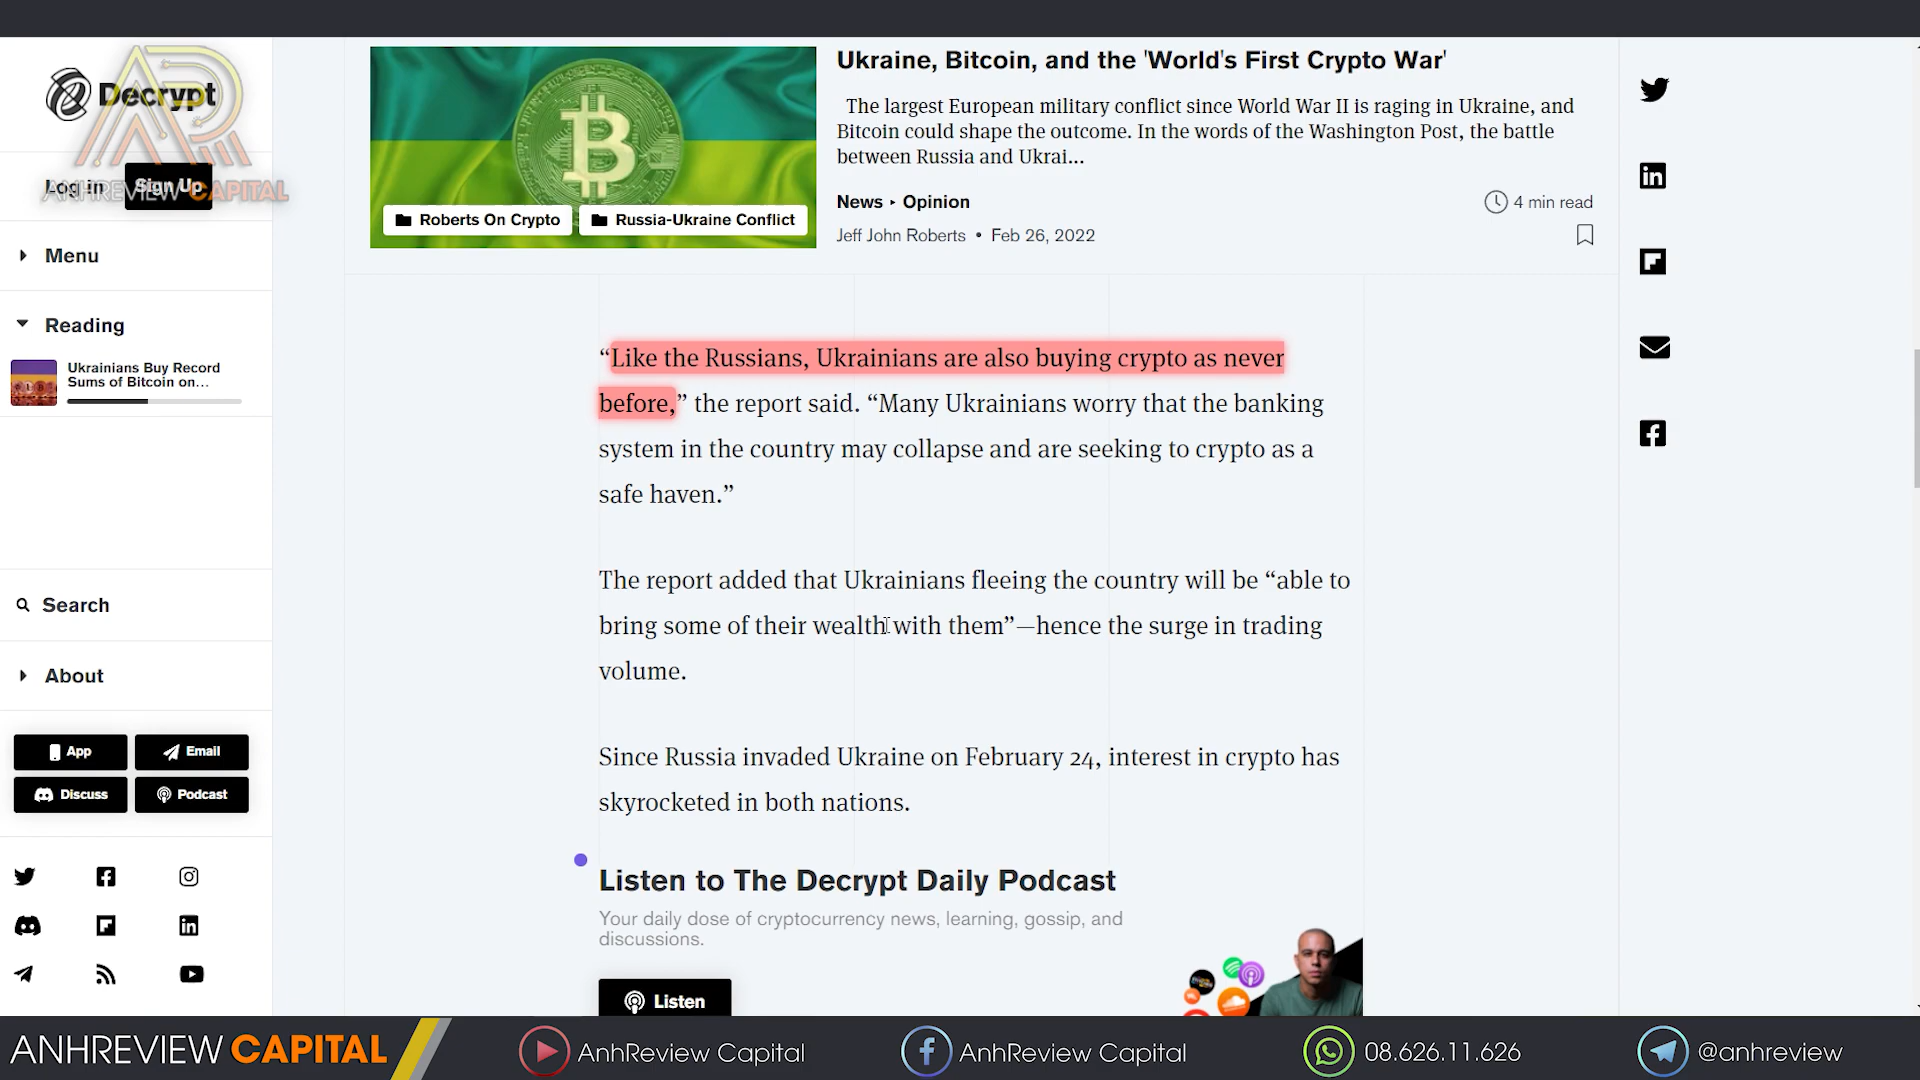 Decrypt
Log in
Sign Up
ANHREVIEW CAPITAL
Menu
Reading
Ukrainians Buy Record
Sums of Bitcoin on...
Search
About
App
Email
Discuss
Podcast
Roberts On Crypto
Russia-Ukraine Conflict
Ukraine, Bitcoin, and the 'World's First Crypto War'
The largest European military conflict since World War II is raging in Ukraine, and
Bitcoin could shape the outcome. In the words of the Washington Post, the battle
between Russia and Ukrai...
News ▸ Opinion
4 min read
Jeff John Roberts • Feb 26, 2022
“Like the Russians, Ukrainians are also buying crypto as never
before,” the report said. “Many Ukrainians worry that the banking
system in the country may collapse and are seeking to crypto as a
safe haven.”
The report added that Ukrainians fleeing the country will be “able to
bring some of their wealth with them”—hence the surge in trading
volume.
Since Russia invaded Ukraine on February 24, interest in crypto has
skyrocketed in both nations.
Listen to The Decrypt Daily Podcast
Your daily dose of cryptocurrency news, learning, gossip, and
discussions.
Listen
ANHREVIEW CAPITAL
AnhReview Capital
AnhReview Capital
08.626.11.626
@anhreview